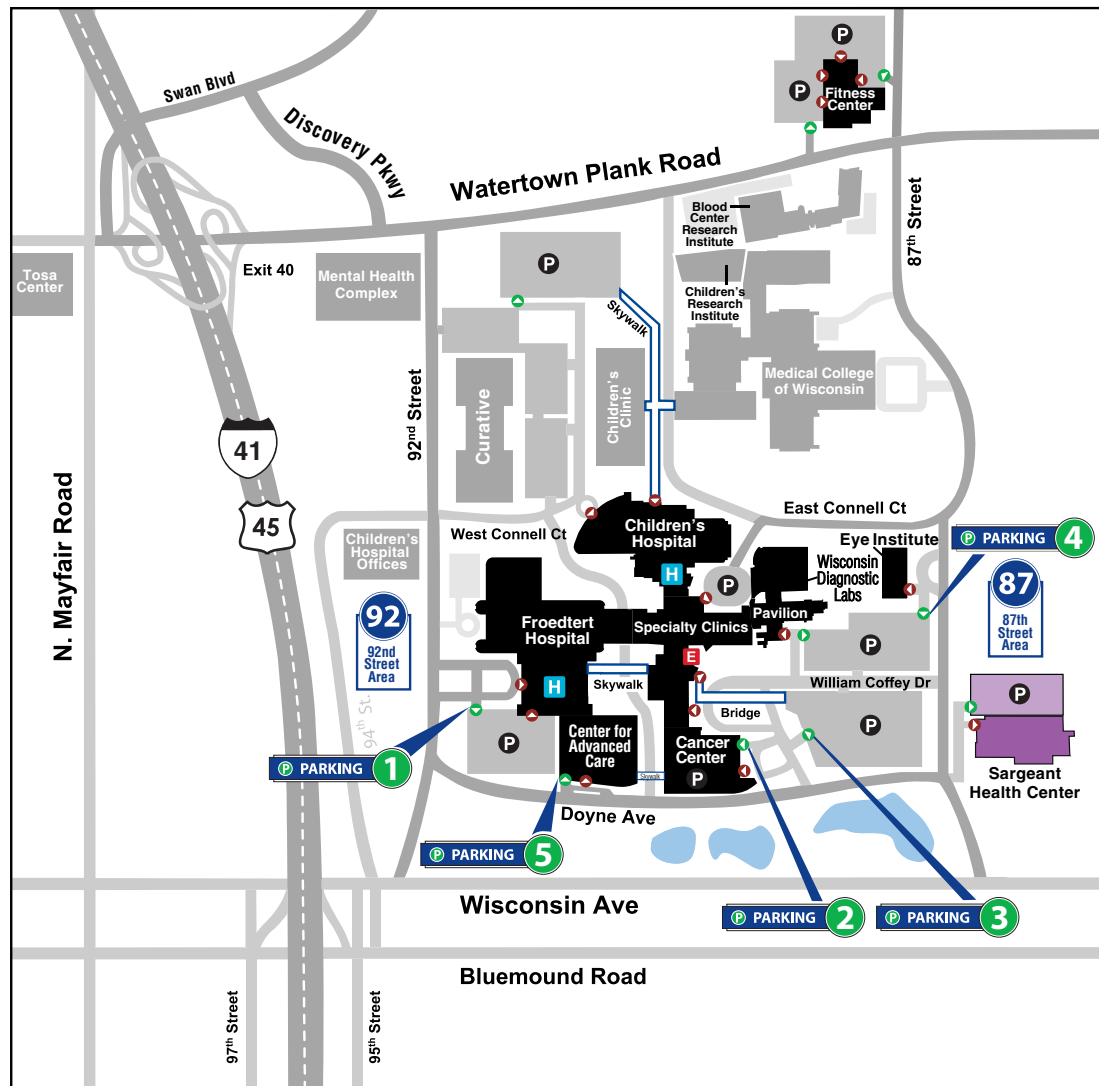 P
Swan Blvd
P
Fitness
Center
Discovery Pkwy
Watertown Plank Road
Blood
Center
Research
Institute
87th Street
Tosa
Center
Exit 40
Mental Health
Complex
P
Skywalk
Children's
Research
Institute
Medical College
of Wisconsin
Children's
Clinic
92nd Street
Curative
41
45
N. Mayfair Road
East Connell Ct
West Connell Ct
Children's
Hospital
Eye Institute
P PARKING 4
Children's
Hospital
Offices
H
P
Wisconsin
Diagnostic
Labs
87
87th
Street
Area
92
92nd
Street
Area
Pavilion
Froedtert
Hospital
Specialty Clinics
P
E
H
Skywalk
William Coffey Dr
Bridge
P
94th St.
P
Center for
Advanced
Care
Cancer
Center
P
P
Skywalk
P PARKING 1
Sargeant
Health Center
Doyne Ave
P PARKING 5
Wisconsin Ave
P PARKING 2
P PARKING 3
Bluemound Road
97th Street
95th Street